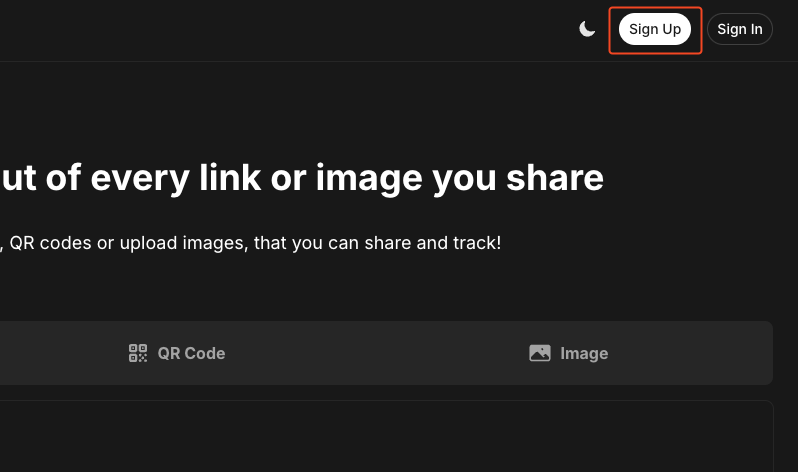 Sign Up
Sign In
ut of every link or image you share
, QR codes or upload images, that you can share and track!
QR Code
Image